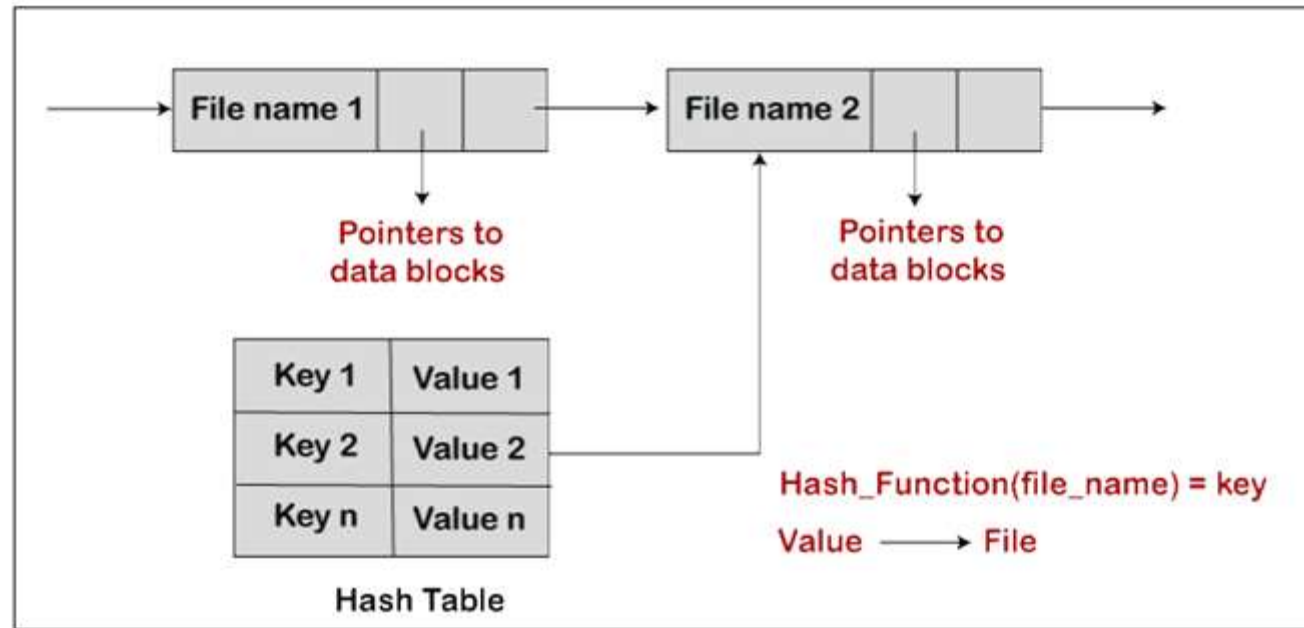 File name 1
File name 2
Pointers to
data blocks
Pointers to
data blocks
Key 1 Value 1
Key 2 Value 2
Key n Value n
Hash Table
Hash_Function(file_name) = key
Value File